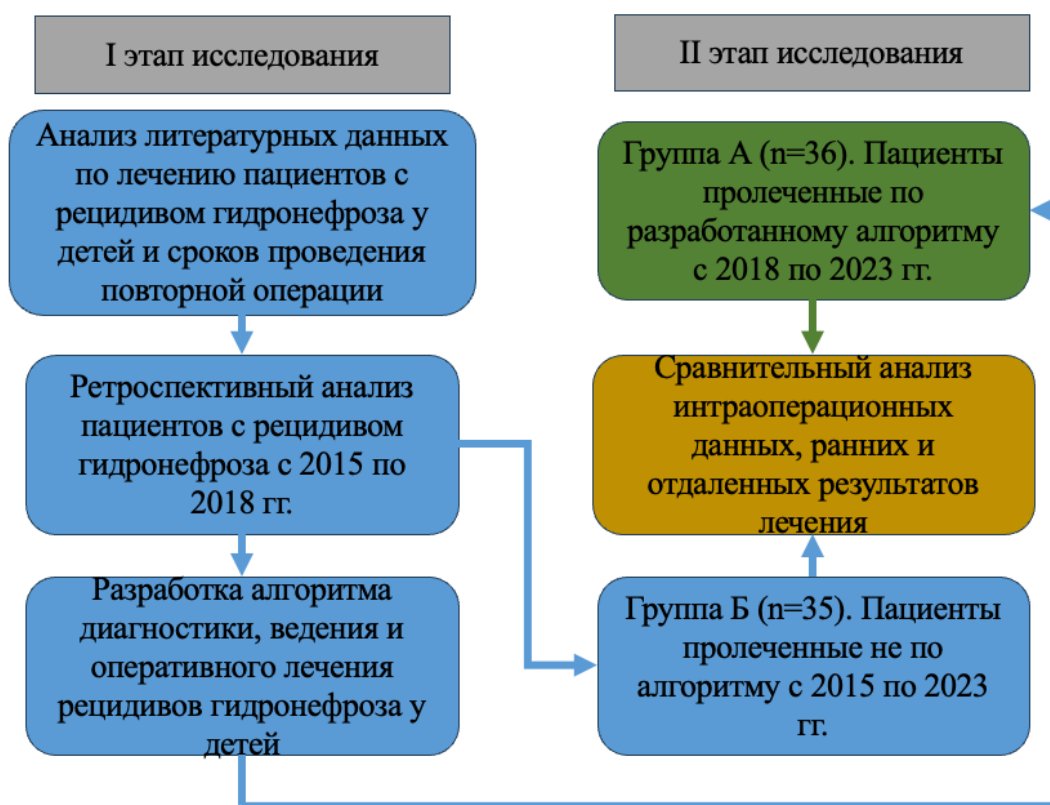 I этап исследования
Анализ литературных данных
по лечению пациентов с
рецидивом гидронефроза у
детей и сроков проведения
повторной операции
Ретроспективный анализ
пациентов с рецидивом
гидронефроза с 2015 по
2018 гг.
Разработка алгоритма
диагностики, ведения и
оперативного лечения
рецидивов гидронефроза у
детей
II этап исследования
Группа А (n=36). Пациенты
пролеченные по
разработанному алгоритму
с 2018 по 2023 гг.
Сравнительный анализ
интраоперационных
данных, ранних и
отдаленных результатов
лечения
Группа Б (n=35). Пациенты
пролеченные не по
алгоритму с 2015 по 2023
гг.